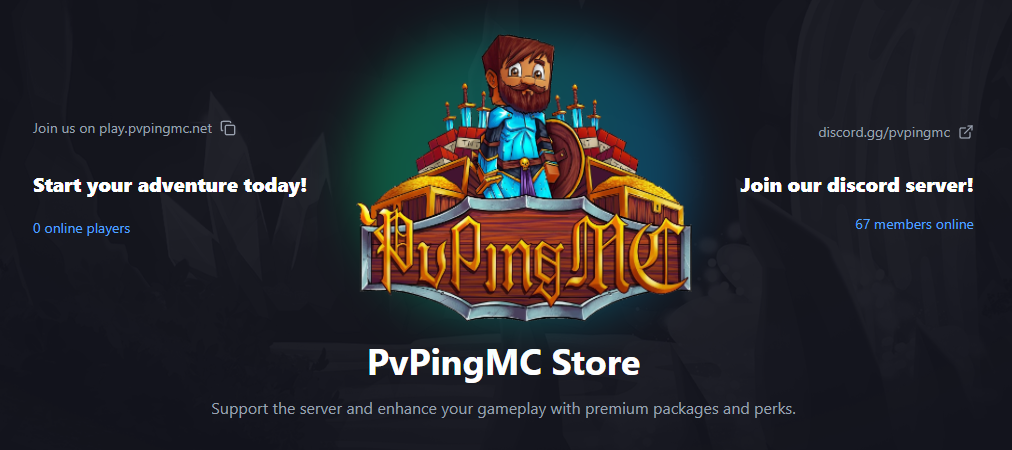 Join us on play.pvpingmc.net
Start your adventure today!
0 online players
PvPingMC
discord.gg/pvpingmc
Join our discord server!
67 members online
PvPingMC Store
Support the server and enhance your gameplay with premium packages and perks.